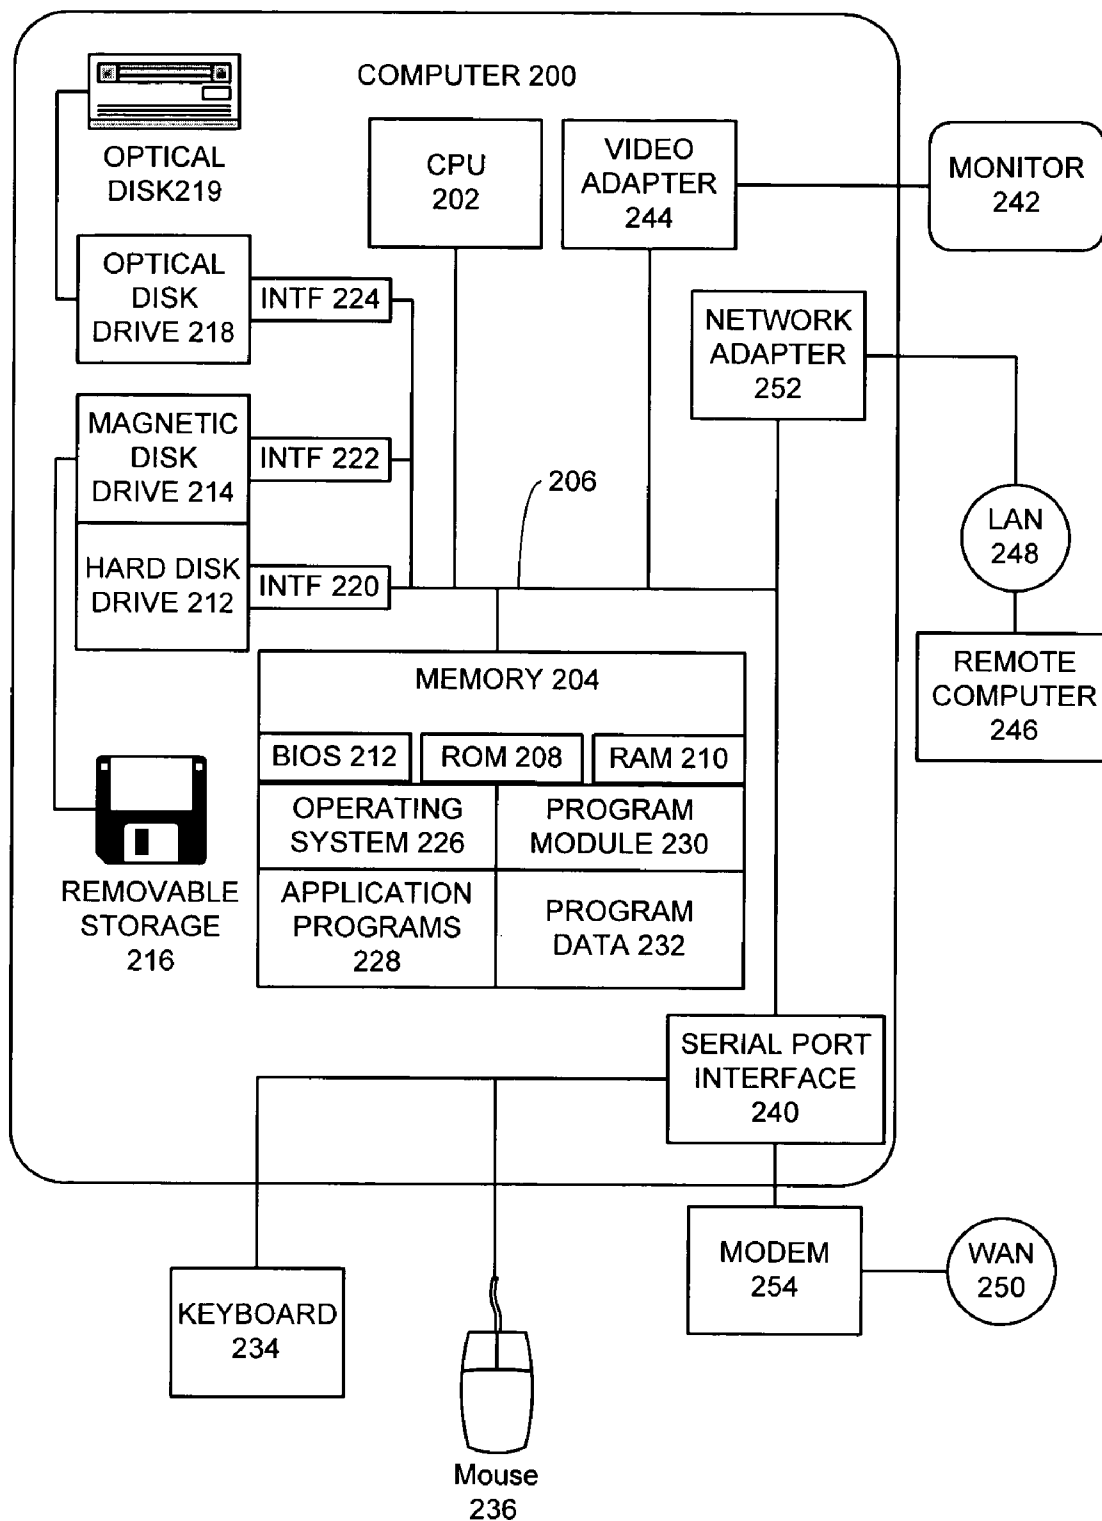 COMPUTER 200
OPTICAL
DISK219
CPU
202
VIDEO
ADAPTER
244
MONITOR
242
OPTICAL
DISK
DRIVE 218
INTF 224
NETWORK
ADAPTER
252
MAGNETIC
DISK
DRIVE 214
INTF 222
206
LAN
248
HARD DISK
DRIVE 212
INTF 220
REMOTE
COMPUTER
246
MEMORY 204
BIOS 212
ROM 208
RAM 210
OPERATING
SYSTEM 226
PROGRAM
MODULE 230
APPLICATION
PROGRAMS
228
PROGRAM
DATA 232
REMOVABLE
STORAGE
216
SERIAL PORT
INTERFACE
240
MODEM
254
WAN
250
KEYBOARD
234
Mouse
236